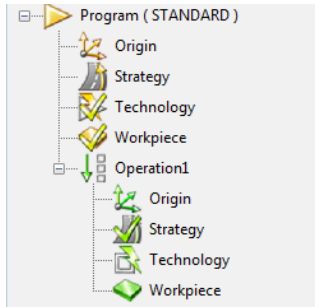 Program ( STANDARD )
Origin
Strategy
Technology
Workpiece
Operation1
Origin
Strategy
Technology
Workpiece